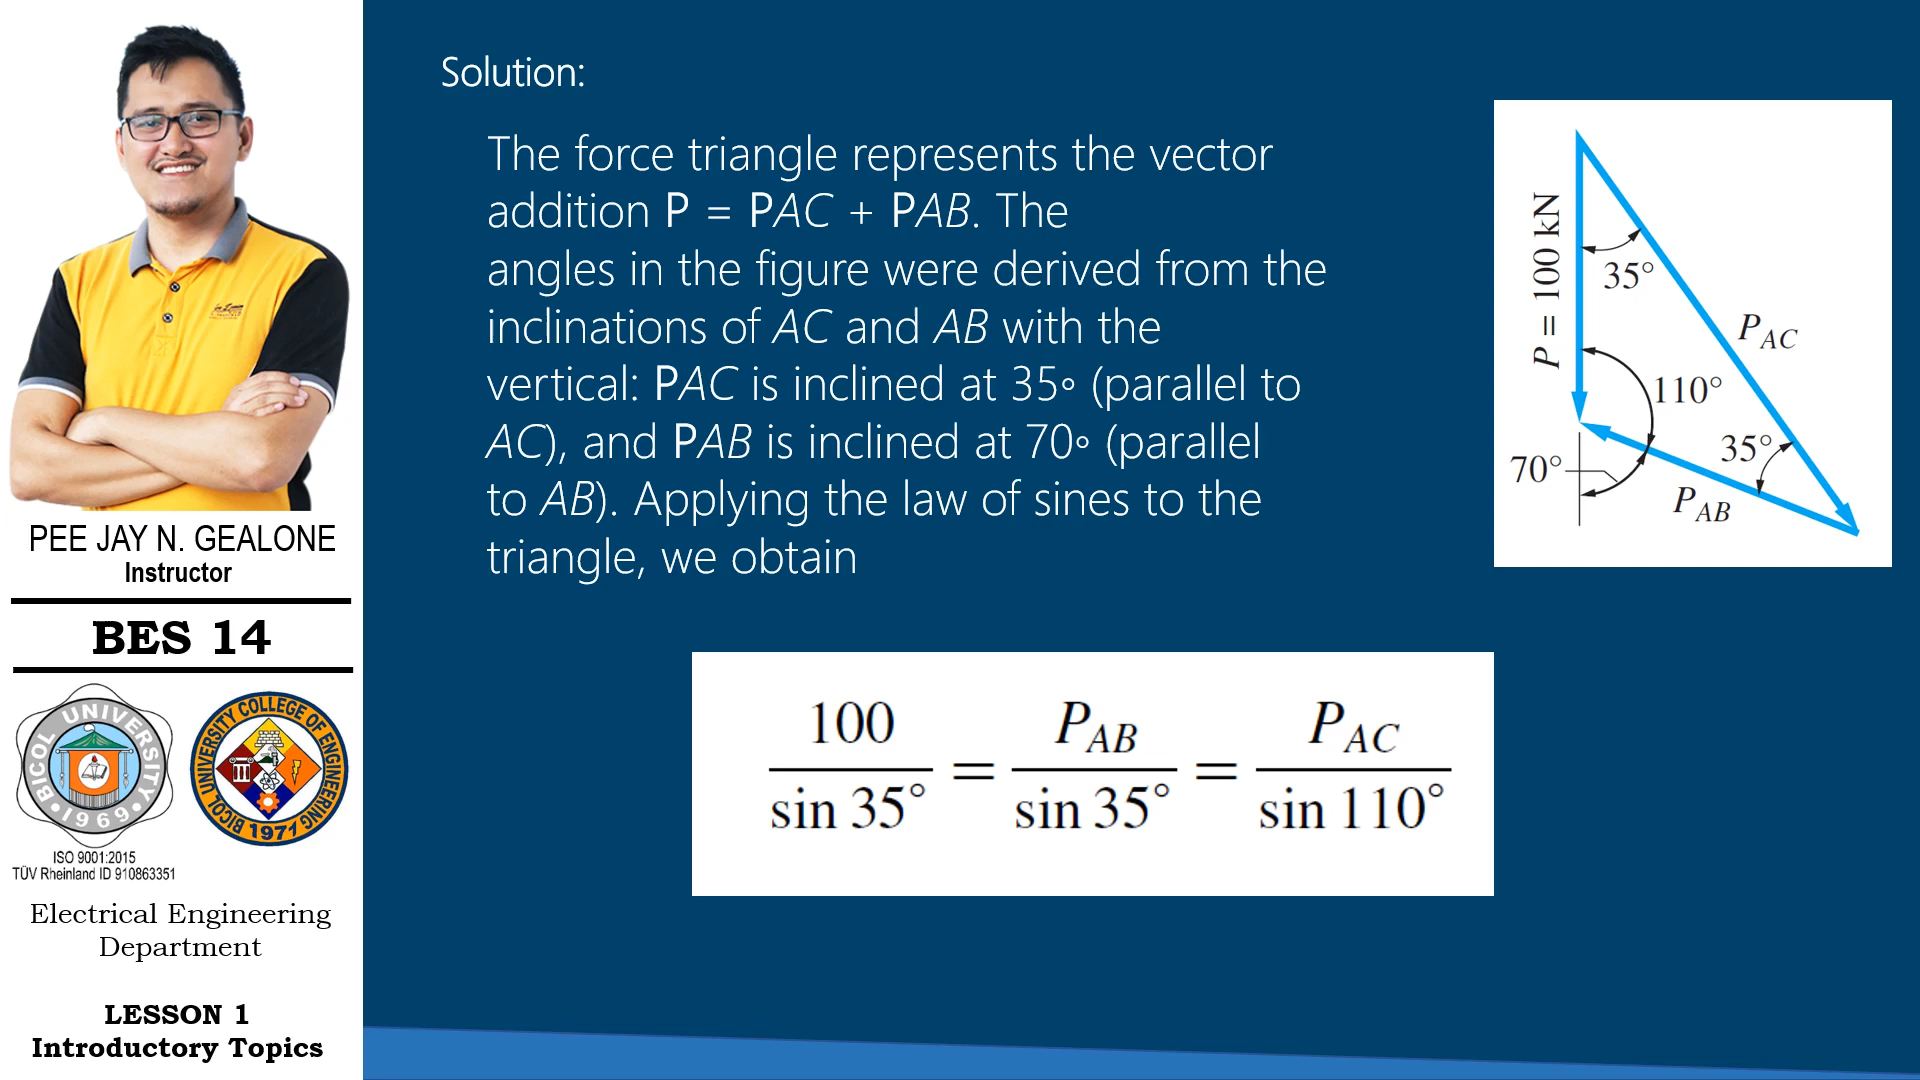 PEE JAY N. GEALONE
Instructor
BES 14
BICOL UNIVERSITY
• 1969 •
BICOL UNIVERSITY COLLEGE OF ENGINEERING
1971
ISO 9001:2015
TÜV Rheinland ID 910863351
Electrical Engineering
Department
LESSON 1
Introductory Topics
Solution:
The force triangle represents the vector
addition P = PAC + PAB. The
angles in the figure were derived from the
inclinations of AC and AB with the
vertical: PAC is inclined at 35◦ (parallel to
AC), and PAB is inclined at 70◦ (parallel
to AB). Applying the law of sines to the
triangle, we obtain
P = 100 kN
35°
P_AC
110°
35°
70°
P_AB
100 / sin 35° = P_AB / sin 35° = P_AC / sin 110°